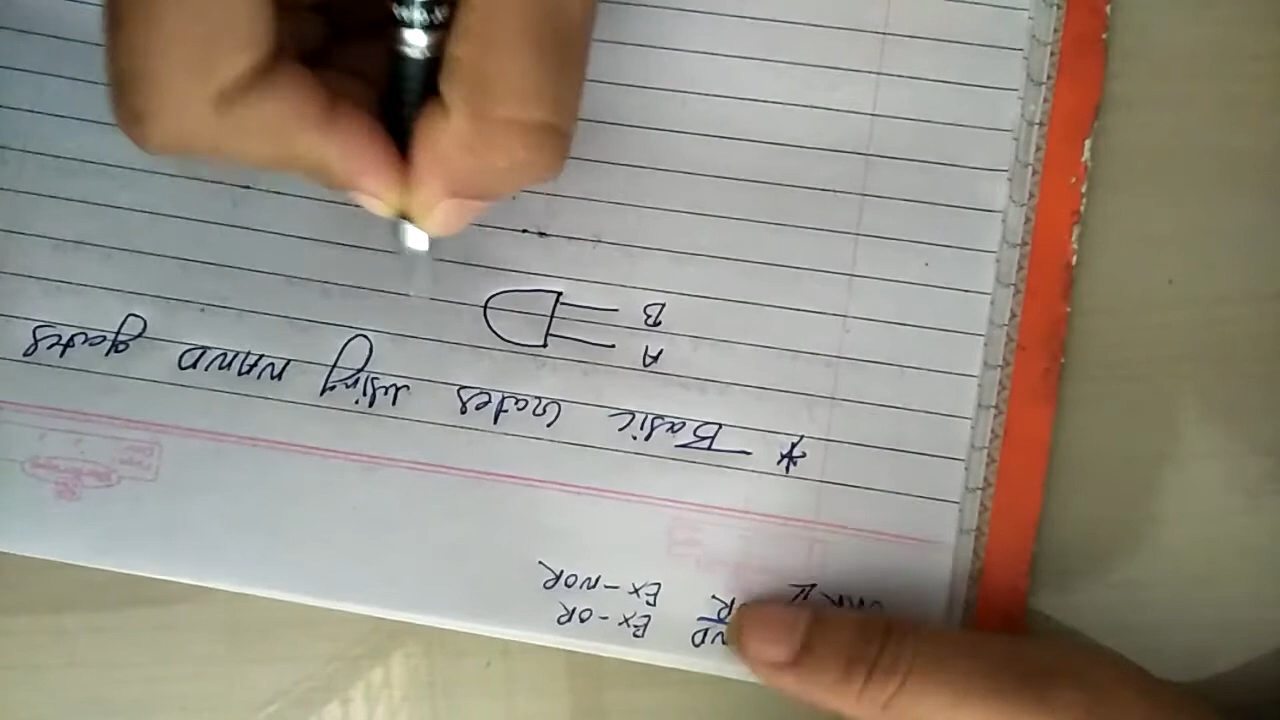 Ex-OR
Ex-NOR
* Basic Gates using NAND gates
A
B